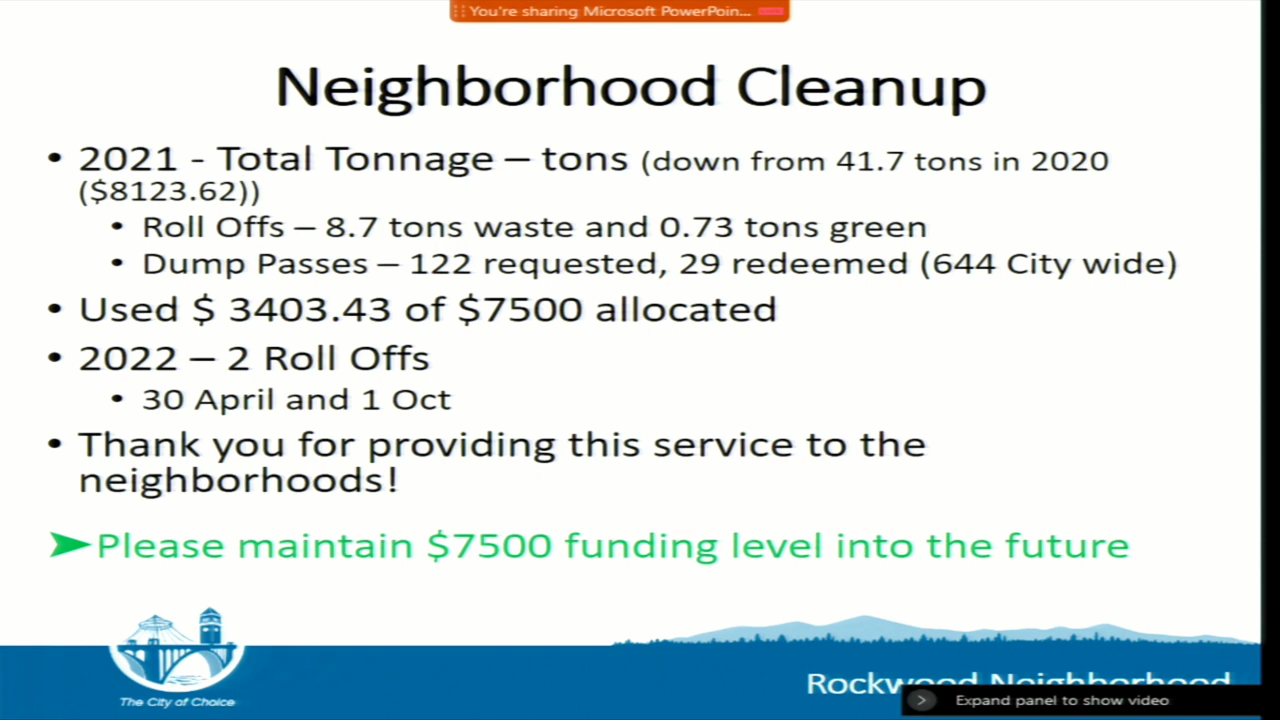 You're sharing Microsoft PowerPoin...
Neighborhood Cleanup
• 2021 - Total Tonnage – tons (down from 41.7 tons in 2020
($8123.62))
• Roll Offs – 8.7 tons waste and 0.73 tons green
• Dump Passes – 122 requested, 29 redeemed (644 City wide)
• Used $ 3403.43 of $7500 allocated
• 2022 – 2 Roll Offs
• 30 April and 1 Oct
• Thank you for providing this service to the
neighborhoods!
➤Please maintain $7500 funding level into the future
The City of Choice
Rockwood Neighborhood
> Expand panel to show video